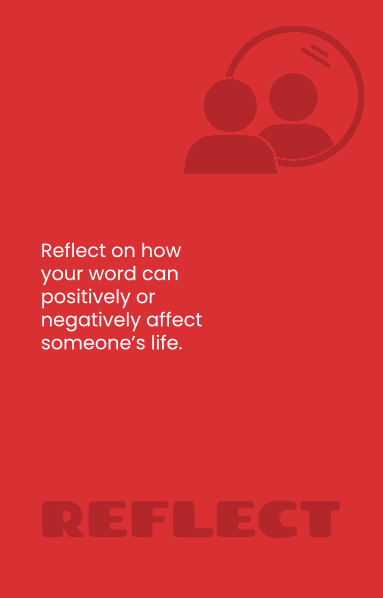 Reflect on how
your word can
positively or
negatively affect
someone’s life.
REFLECT